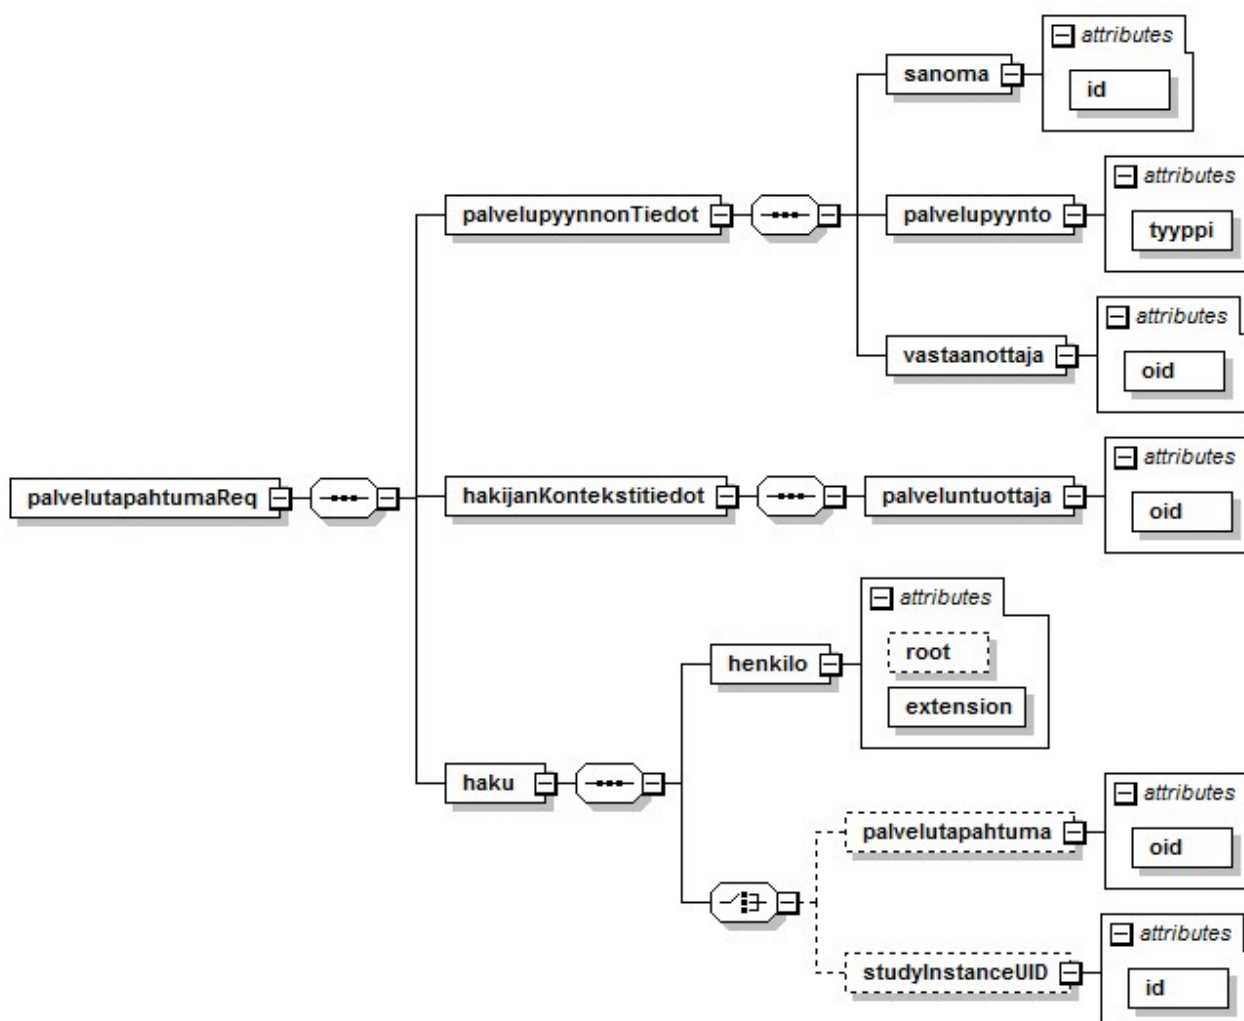 attributes
sanoma
id
attributes
palvelupyynnonTiedot
palvelupyynto
tyyppi
attributes
vastaanottaja
oid
attributes
palvelutapahtumaReq
hakijanKontekstitiedot
palveluntuottaja
oid
attributes
henkilo
root
extension
haku
attributes
palvelutapahtuma
oid
attributes
studyInstanceUID
id